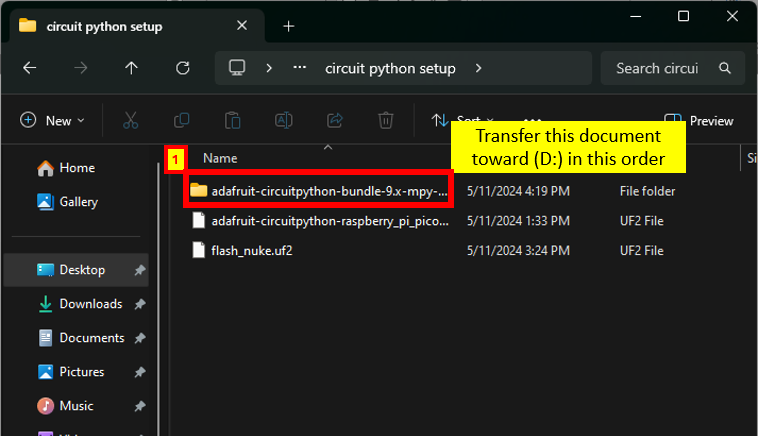 circuit python setup
circuit python setup
Search circui
New
Sort
Preview
Transfer this document
toward (D:) in this order
1
Name
Si
Home
Gallery
adafruit-circuitpython-bundle-9.x-mpy-... 5/11/2024 4:19 PM File folder
adafruit-circuitpython-raspberry_pi_pico... 5/11/2024 1:33 PM UF2 File
flash_nuke.uf2 5/11/2024 3:24 PM UF2 File
Desktop
Downloads
Documents
Pictures
Music